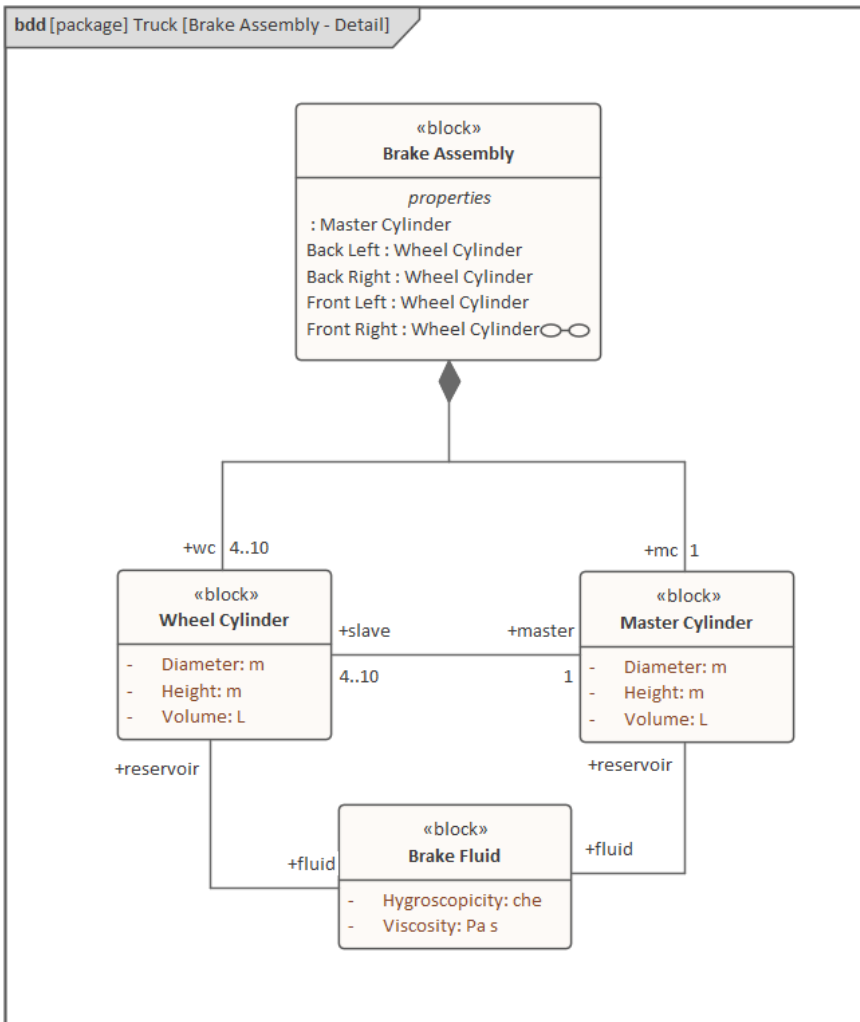 bdd [package] Truck [Brake Assembly - Detail]
«block»
Brake Assembly
properties
: Master Cylinder
Back Left : Wheel Cylinder
Back Right : Wheel Cylinder
Front Left : Wheel Cylinder
Front Right : Wheel Cylinder
+wc 4..10
+mc 1
«block»
Wheel Cylinder
- Diameter: m
- Height: m
- Volume: L
+slave
4..10
+master
1
«block»
Master Cylinder
- Diameter: m
- Height: m
- Volume: L
+reservoir
+reservoir
+fluid
+fluid
«block»
Brake Fluid
- Hygroscopicity: che
- Viscosity: Pa s